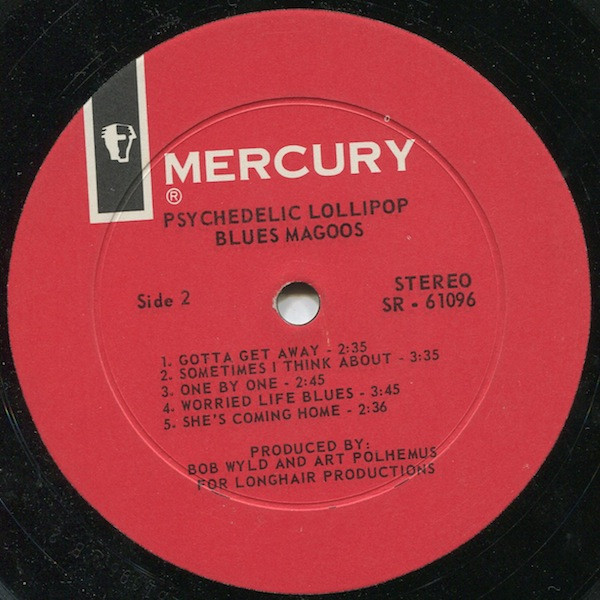 MERCURY
®
PSYCHEDELIC LOLLIPOP
BLUES MAGOOS
Side 2
STEREO
SR - 61096
1. GOTTA GET AWAY - 2:35
2. SOMETIMES I THINK ABOUT - 3:35
3. ONE BY ONE - 2:45
4. WORRIED LIFE BLUES - 3:45
5. SHE'S COMING HOME - 2:36
PRODUCED BY:
BOB WYLD AND ART POLHEMUS
FOR LONGHAIR PRODUCTIONS